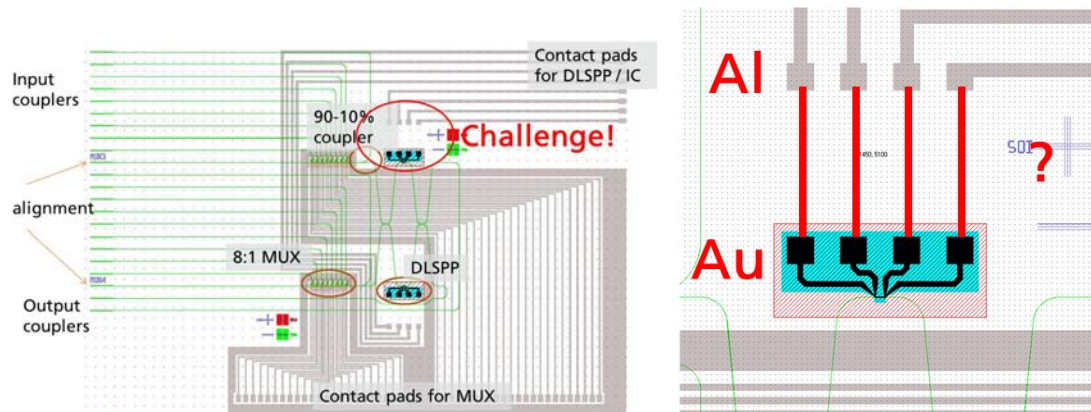 Input
couplers
alignment
Output
couplers
Contact pads
for DLSPP / IC
90-10%
coupler
Challenge!
8:1 MUX
DLSPP
Contact pads for MUX
Al
SOI
?
Au